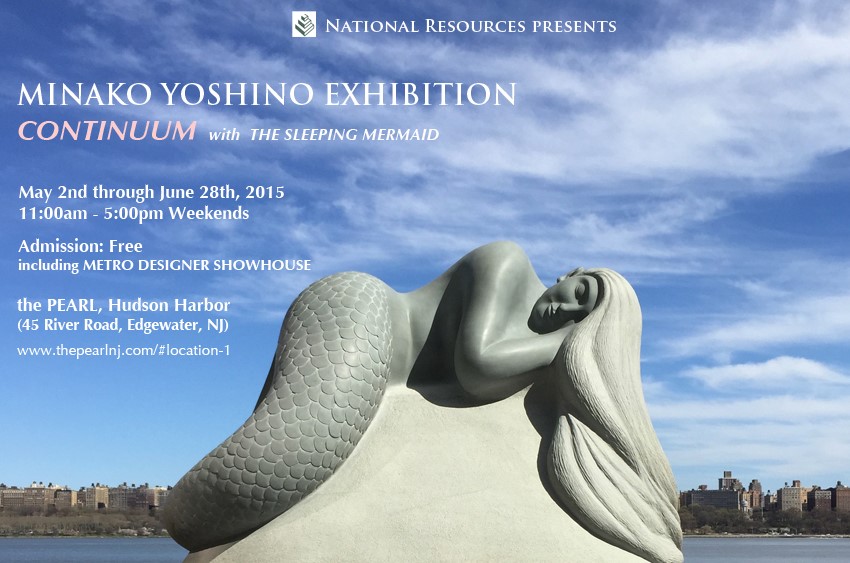 NATIONAL RESOURCES PRESENTS
MINAKO YOSHINO EXHIBITION
CONTINUUM with THE SLEEPING MERMAID
May 2nd through June 28th, 2015
11:00am - 5:00pm Weekends
Admission: Free
including METRO DESIGNER SHOWHOUSE
the PEARL, Hudson Harbor
(45 River Road, Edgewater, NJ)
www.thepearlnj.com/#location-1